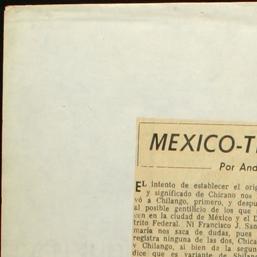 MEXICO-T
Por And
EL intento de establecer el orig
y significado de Chicano nos
vó a Chilango, primero, y despu
al posible gentilicio de los que
ven en la ciudad de México y el D
trito Federal. Ni Francisco J. San
maría nos saca de dudas, pues
registra ninguna de las dos, Chica
y Chilango, si bien de la segun
dice que es variante de Shilang